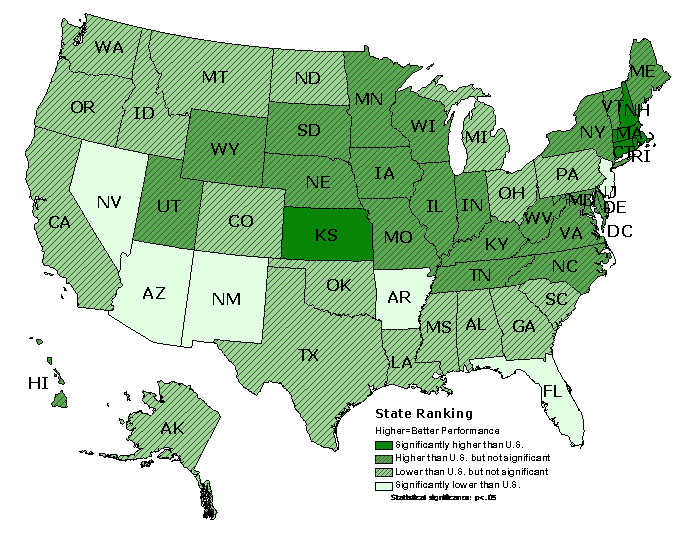 WA
MT
ND
MN
ME
VT
NH
OR
ID
WI
MI
NY
MA
CT
RI
SD
WY
IA
PA
NE
OH
NJ
NV
UT
IL
IN
MD
DE
CA
CO
KS
MO
WV
VA
DC
KY
NC
TN
AZ
NM
OK
AR
SC
MS
AL
GA
TX
LA
HI
FL
AK
State Ranking
Higher=Better Performance
Significantly higher than U.S.
Higher than U.S. but not significant
Lower than U.S. but not significant
Significantly lower than U.S.
Statistical significance: p<.05